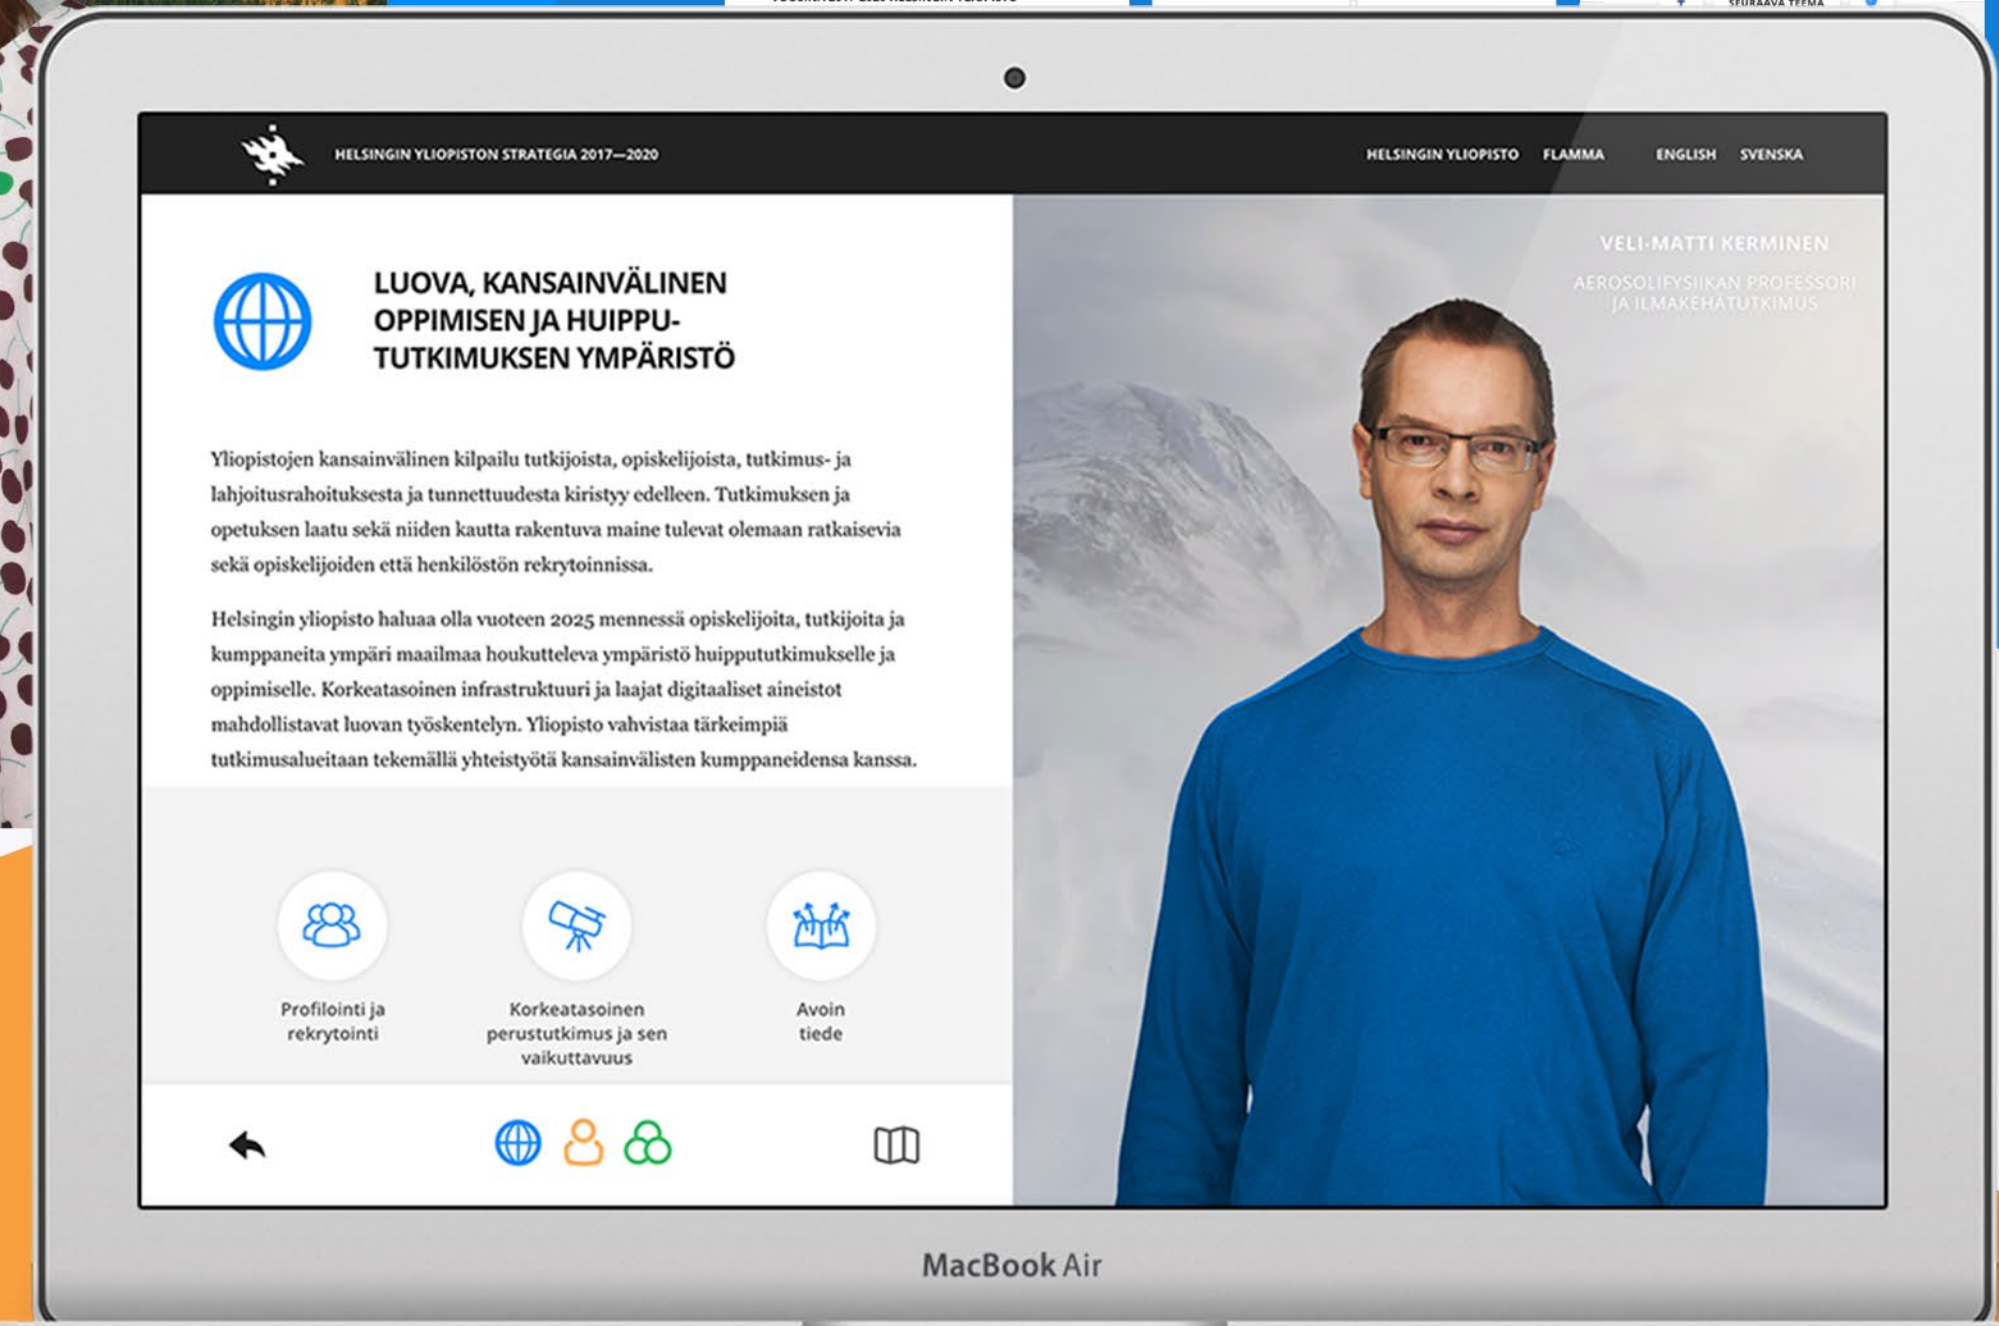 SEURAAVA TEEMA
HELSINGIN YLIOPISTON STRATEGIA 2017—2020
HELSINGIN YLIOPISTO FLAMMA ENGLISH SVENSKA
LUOVA, KANSAINVÄLINEN
OPPIMISEN JA HUIPPU-
TUTKIMUKSEN YMPÄRISTÖ
Yliopistojen kansainvälinen kilpailu tutkijoista, opiskelijoista, tutkimus- ja
lahjoitusrahoituksesta ja tunnettuudesta kiristyy edelleen. Tutkimuksen ja
opetuksen laatu sekä niiden kautta rakentuva maine tulevat olemaan ratkaisevia
sekä opiskelijoiden että henkilöstön rekrytoinnissa.
Helsingin yliopisto haluaa olla vuoteen 2025 mennessä opiskelijoita, tutkijoita ja
kumppaneita ympäri maailmaa houkutteleva ympäristö huippututkimukselle ja
oppimiselle. Korkeatasoinen infrastruktuuri ja laajat digitaaliset aineistot
mahdollistavat luovan työskentelyn. Yliopisto vahvistaa tärkeimpiä
tutkimusalueitaan tekemällä yhteistyötä kansainvälisten kumppaneidensa kanssa.
Profilointi ja
rekrytointi
Korkeatasoinen
perustutkimus ja sen
vaikuttavuus
Avoin
tiede
VELI-MATTI KERMINEN
AEROSOLIFYSIIKAN PROFESSORI
JA ILMAKEHÄTUTKIMUS
MacBook Air